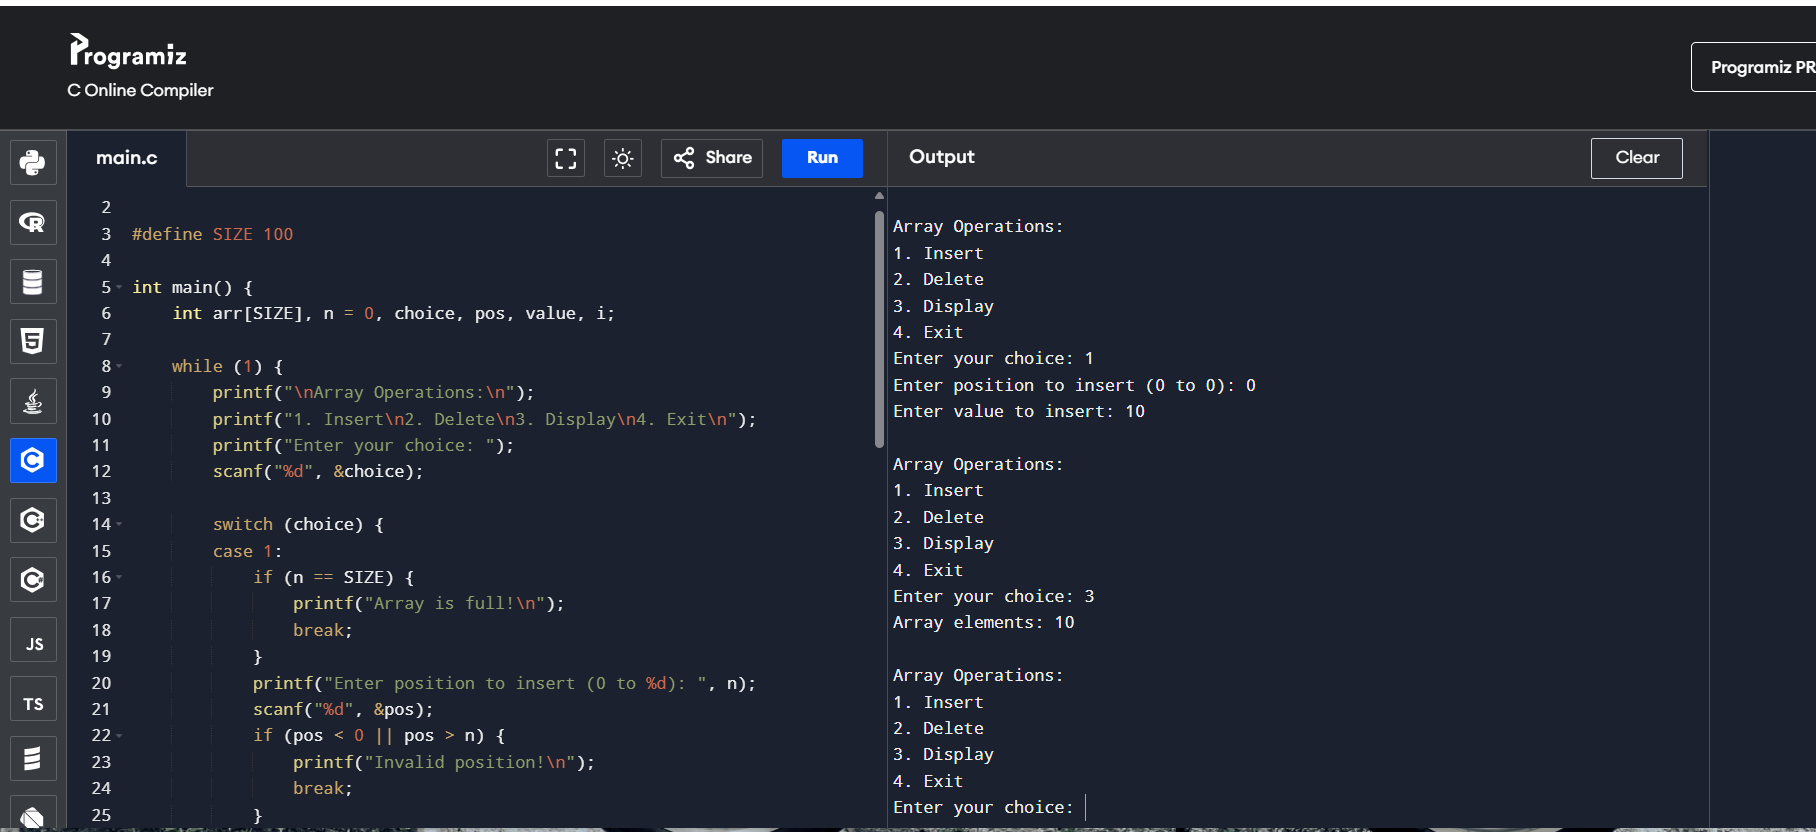 Programiz
C Online Compiler
Programiz PR
main.c
Share
Run
Output
Clear
2
3 #define SIZE 100
4
5 int main() {
6     int arr[SIZE], n = 0, choice, pos, value, i;
7
8     while (1) {
9         printf("\nArray Operations:\n");
10         printf("1. Insert\n2. Delete\n3. Display\n4. Exit\n");
11         printf("Enter your choice: ");
12         scanf("%d", &choice);
13
14         switch (choice) {
15         case 1:
16             if (n == SIZE) {
17                 printf("Array is full!\n");
18                 break;
19             }
20             printf("Enter position to insert (0 to %d): ", n);
21             scanf("%d", &pos);
22             if (pos < 0 || pos > n) {
23                 printf("Invalid position!\n");
24                 break;
25             }
Array Operations:
1. Insert
2. Delete
3. Display
4. Exit
Enter your choice: 1
Enter position to insert (0 to 0): 0
Enter value to insert: 10
Array Operations:
1. Insert
2. Delete
3. Display
4. Exit
Enter your choice: 3
Array elements: 10
Array Operations:
1. Insert
2. Delete
3. Display
4. Exit
Enter your choice:
R
5
C
C
C
JS
TS